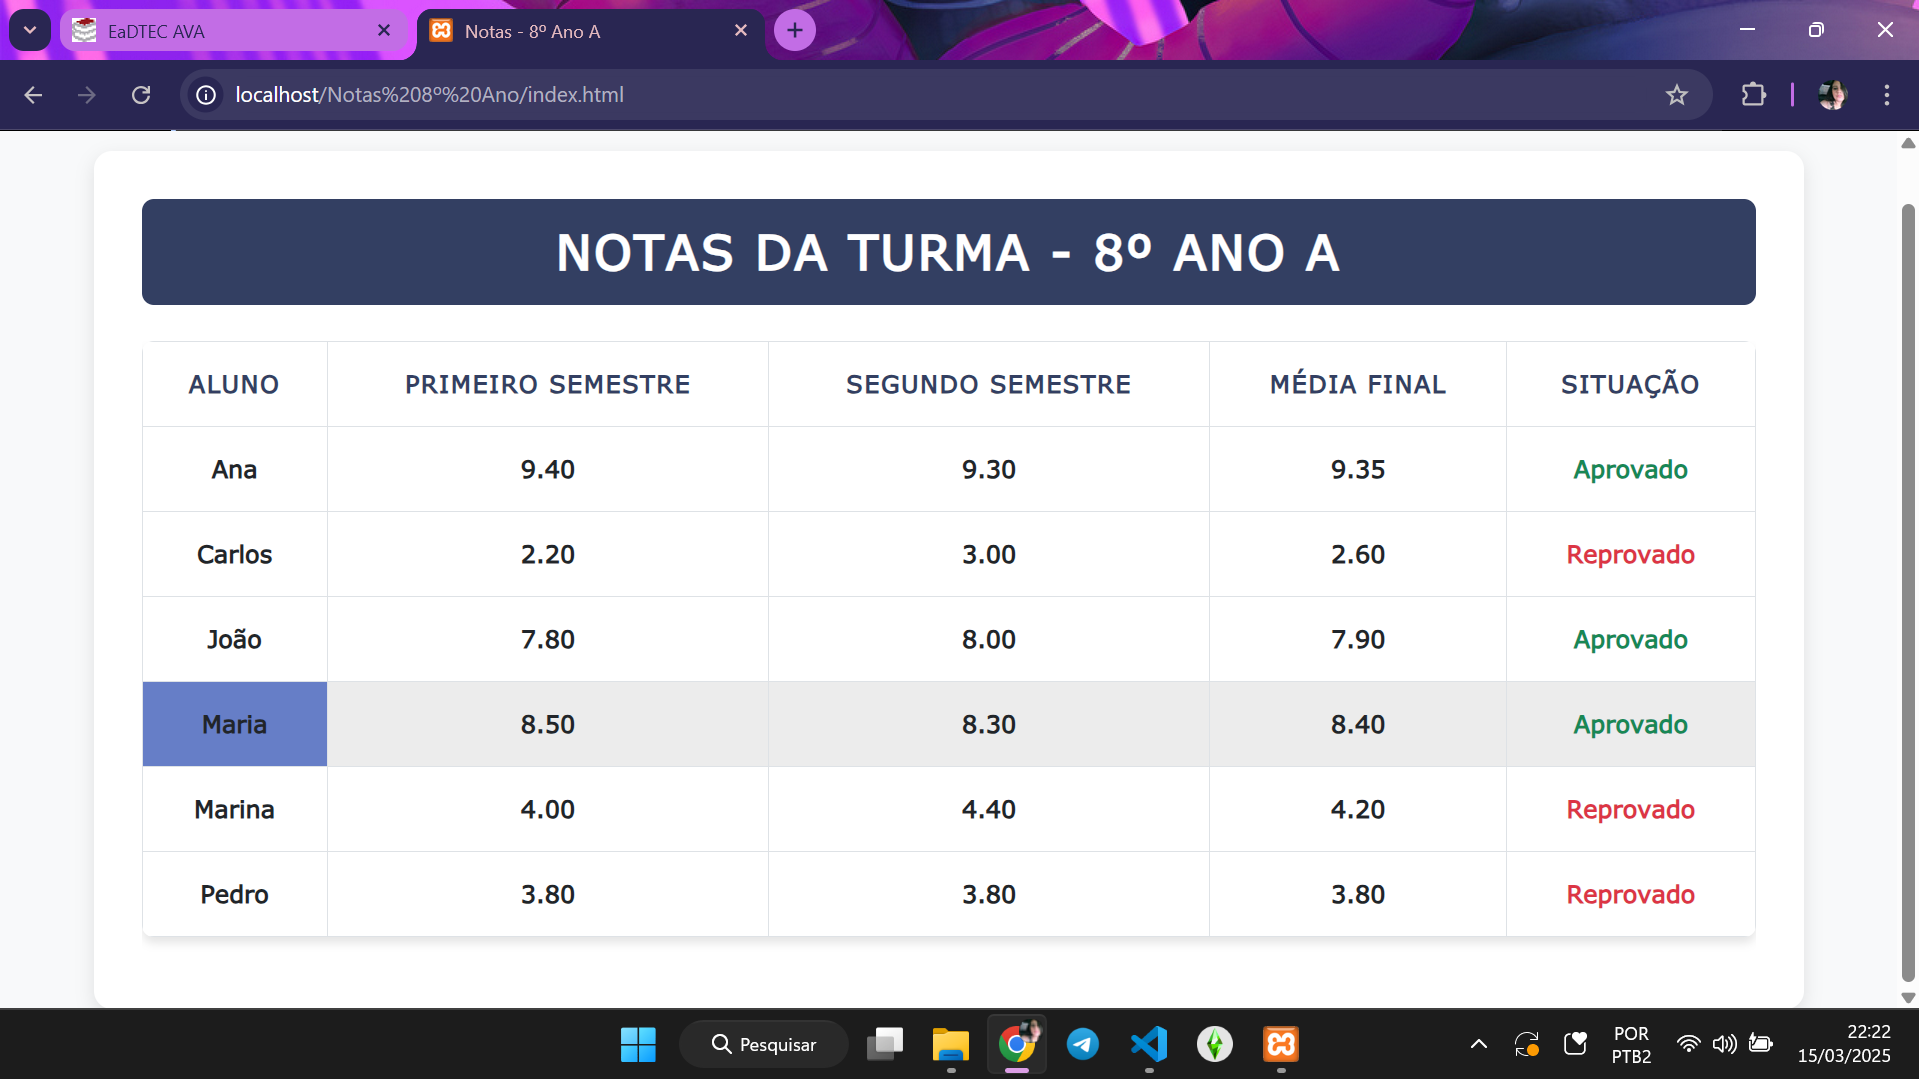 EaDTEC AVA
Notas - 8º Ano A
localhost/Notas%208º%20Ano/index.html
NOTAS DA TURMA - 8º ANO A
ALUNO PRIMEIRO SEMESTRE SEGUNDO SEMESTRE MÉDIA FINAL SITUAÇÃO
Ana 9.40 9.30 9.35 Aprovado
Carlos 2.20 3.00 2.60 Reprovado
João 7.80 8.00 7.90 Aprovado
Maria 8.50 8.30 8.40 Aprovado
Marina 4.00 4.40 4.20 Reprovado
Pedro 3.80 3.80 3.80 Reprovado
Pesquisar
POR
PTB2
22:22
15/03/2025